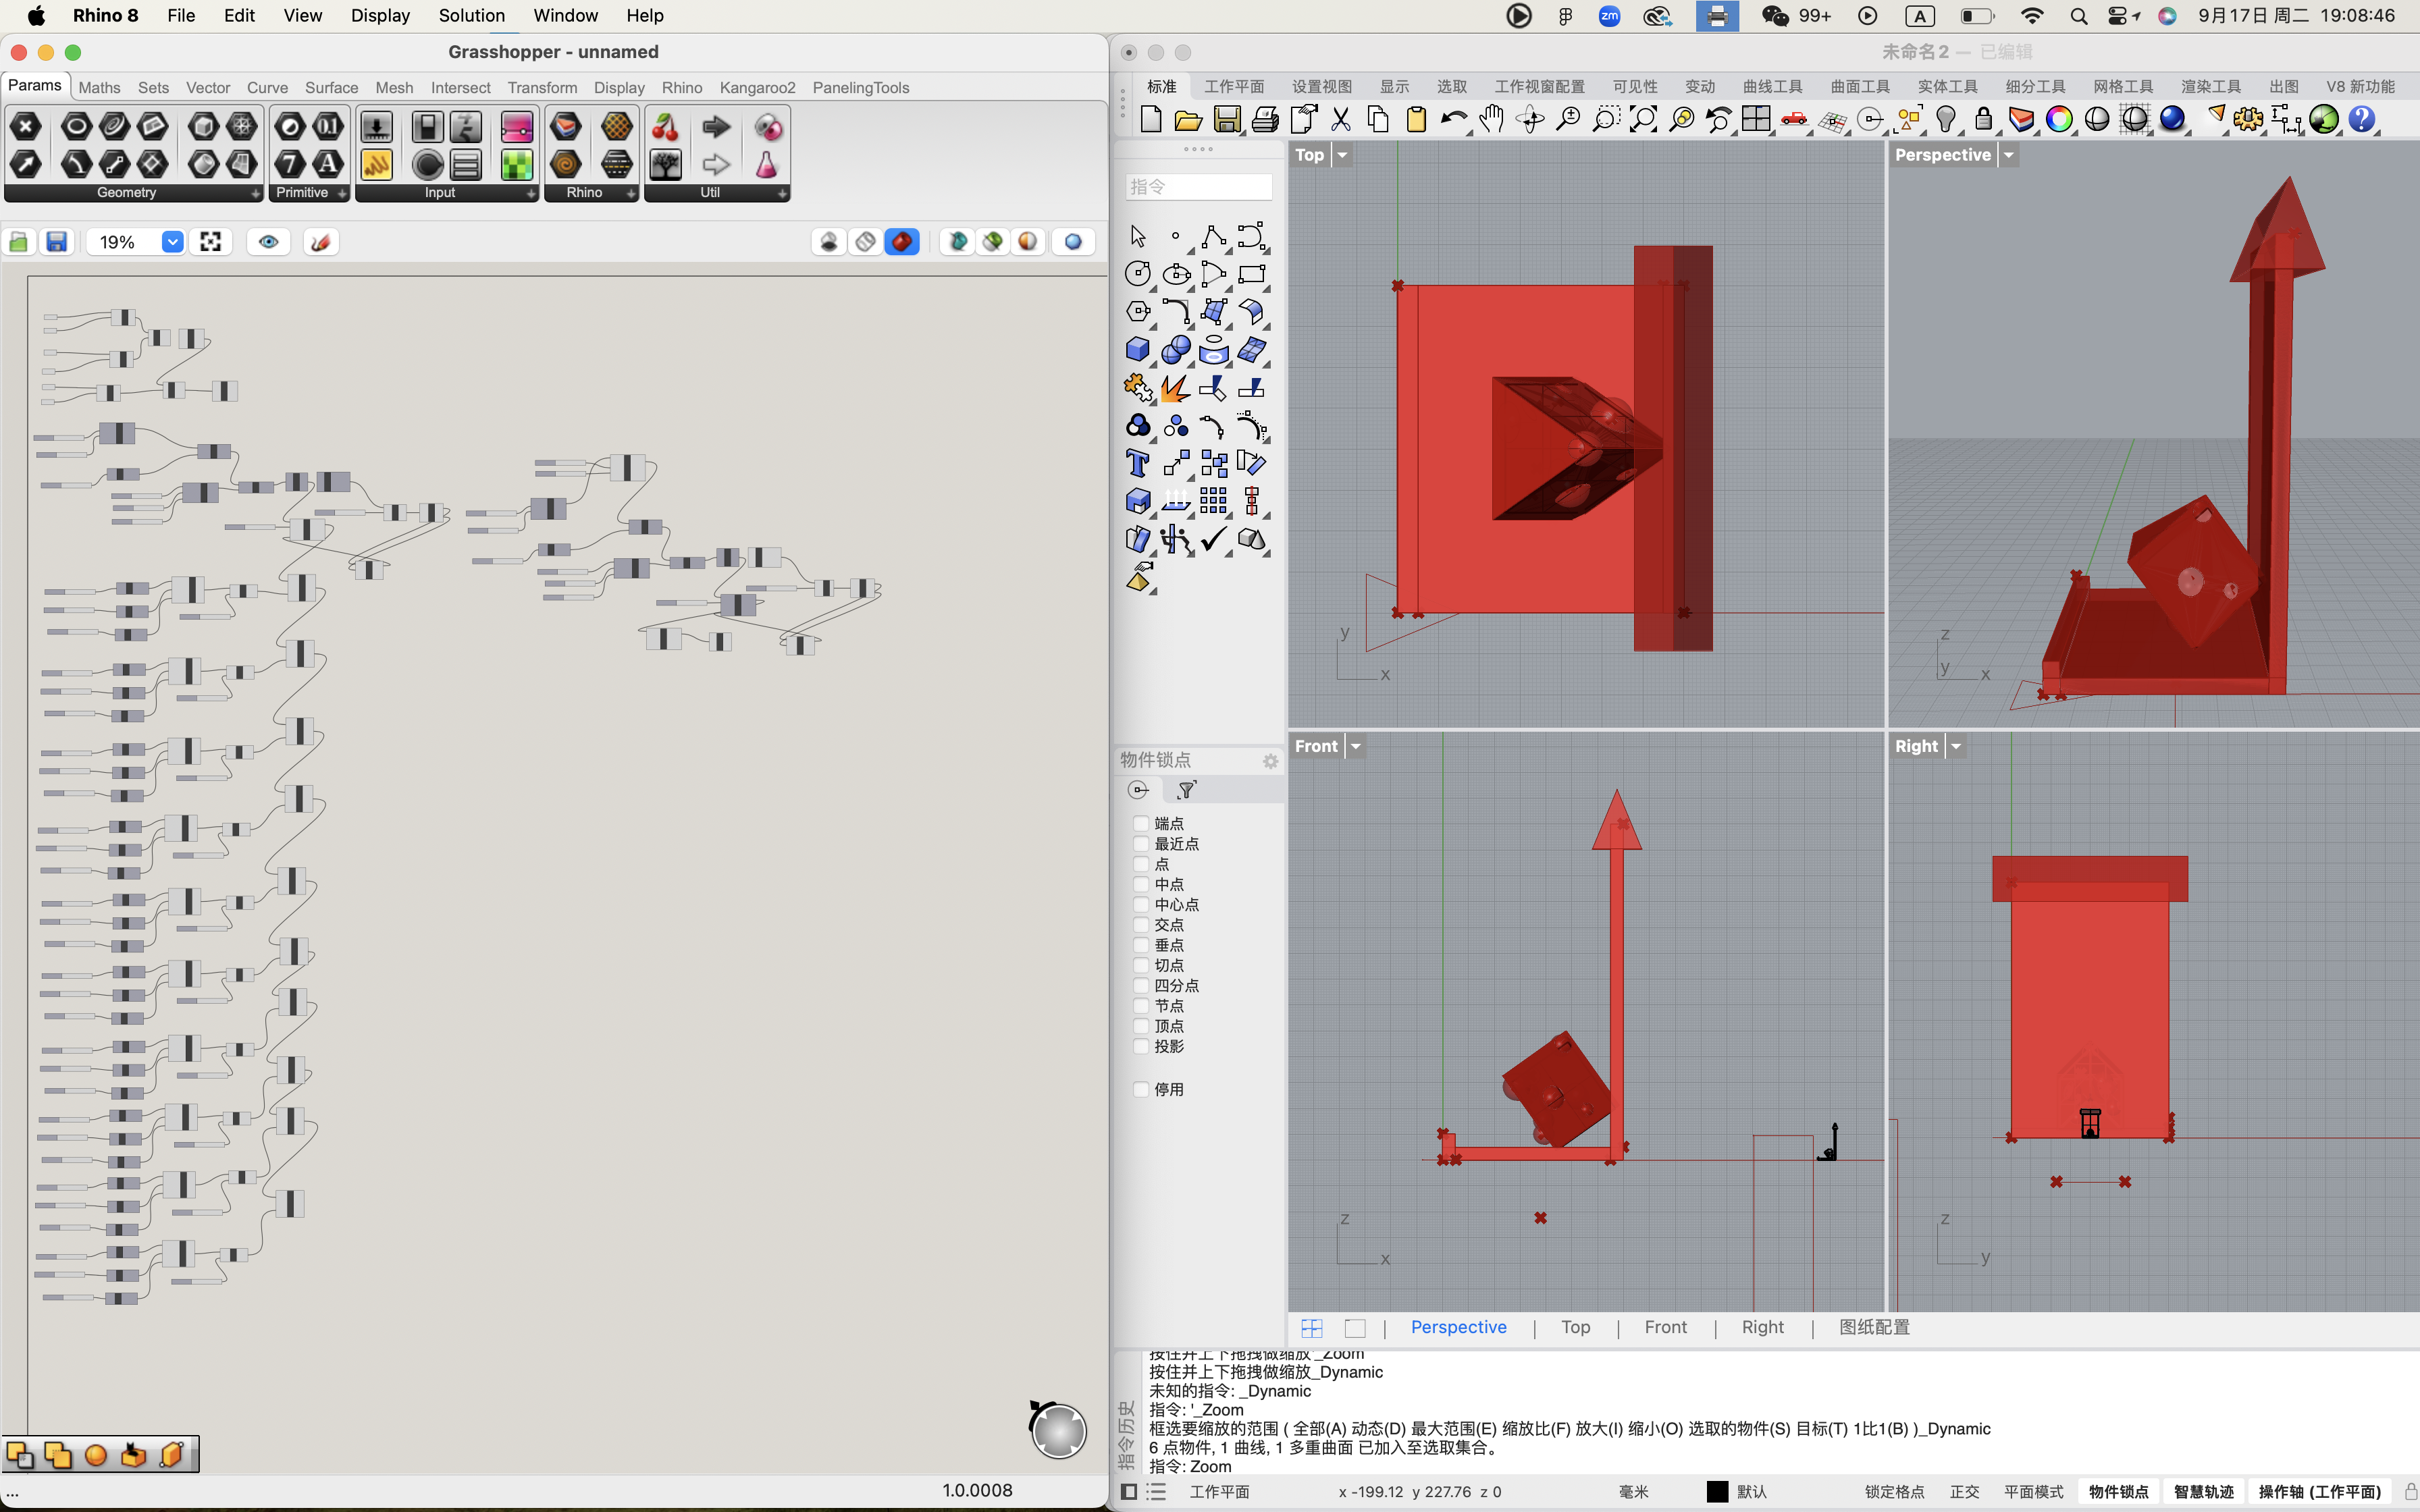 Rhino 8 File Edit View Display Solution Window Help
zm 99+ A 9月17日 周二 19:08:46
Grasshopper - unnamed
未命名2 — 已编辑
Params Maths Sets Vector Curve Surface Mesh Intersect Transform Display Rhino Kangaroo2 PanelingTools
标准 工作平面 设置视图 显示 选取 工作视窗配置 可见性 变动 曲线工具 曲面工具 实体工具 细分工具 网格工具 渲染工具 出图 V8 新功能
Geometry Primitive Input Rhino Util
19%
指令
Top
Perspective
y
x
z
y
x
物件锁点
端点
最近点
点
中点
中心点
交点
垂点
切点
四分点
节点
顶点
投影
停用
Front
Right
z
x
z
y
Perspective | Top | Front | Right | 图纸配置
指令历史
按住并上下拖拽做缩放 _Zoom
按住并上下拖拽做缩放_Dynamic
未知的指令: _Dynamic
指令: '_Zoom
框选要缩放的范围 ( 全部(A) 动态(D) 最大范围(E) 缩放比(F) 放大(I) 缩小(O) 选取的物件(S) 目标(T) 1比1(B) )_Dynamic
6 点物件, 1 曲线, 1 多重曲面 已加入至选取集合。
指令: Zoom
...
1.0.0008
工作平面 x -199.12 y 227.76 z 0 毫米 默认 锁定格点 正交 平面模式 物件锁点 智慧轨迹 操作轴 (工作平面)